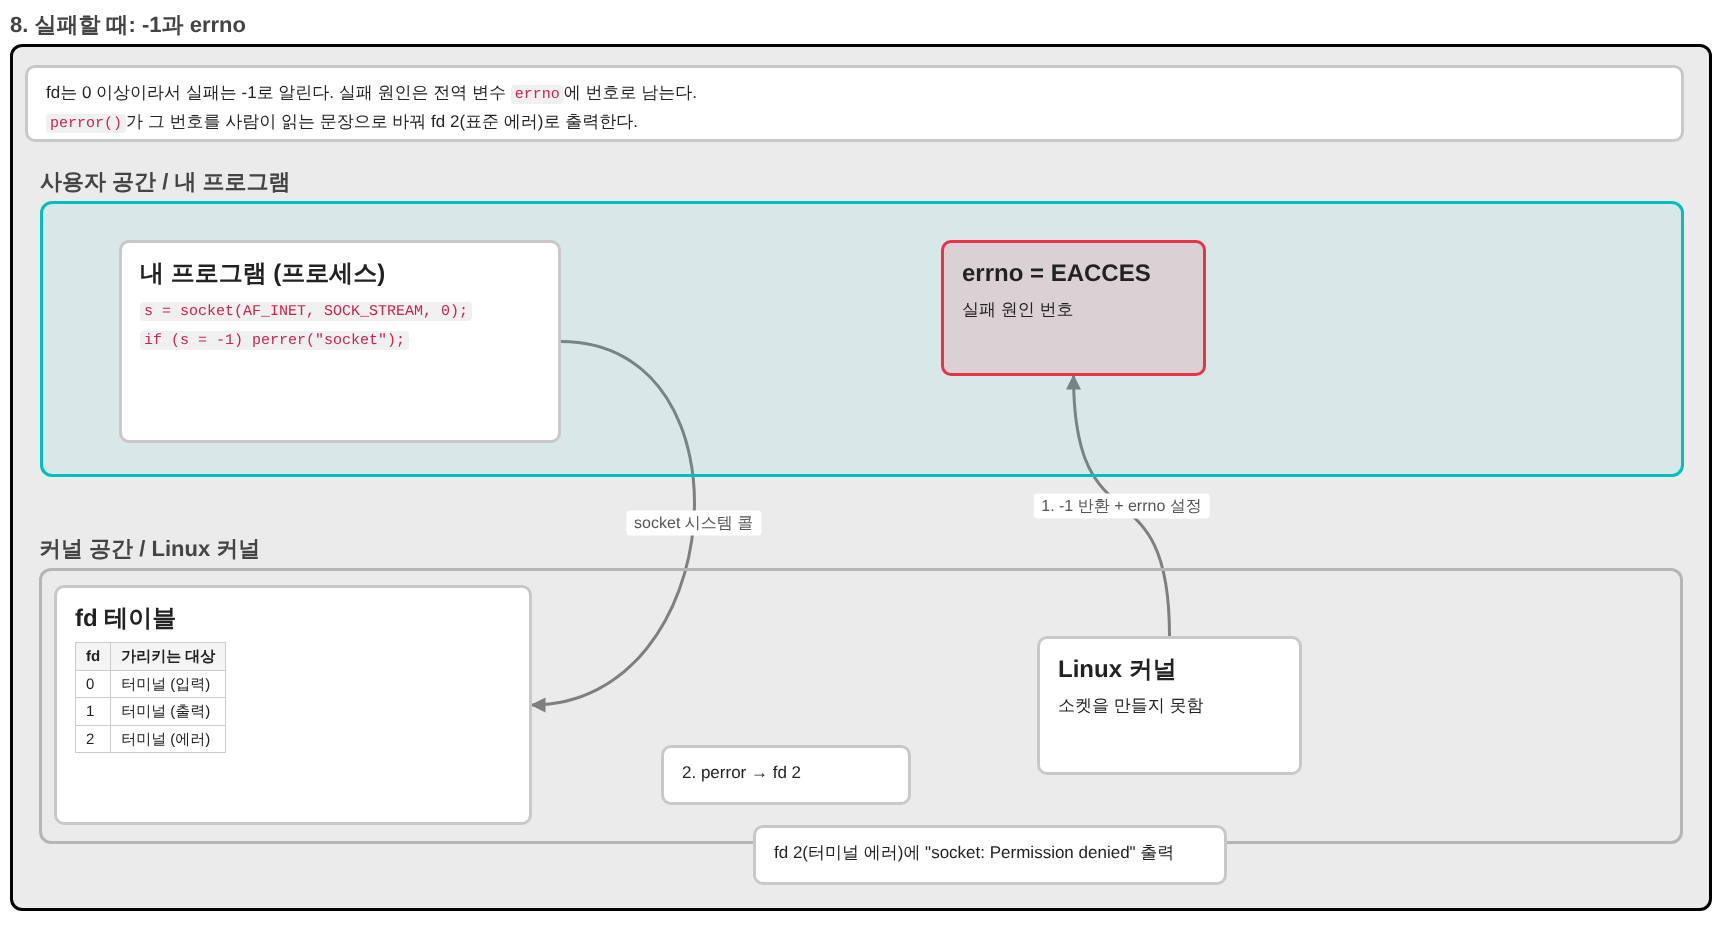 8. 실패할 때: -1과 errno
fd는 0 이상이라서 실패는 -1로 알린다. 실패 원인은 전역 변수 errno에 번호로 남는다.
perror()가 그 번호를 사람이 읽는 문장으로 바꿔 fd 2(표준 에러)로 출력한다.
사용자 공간 / 내 프로그램
내 프로그램 (프로세스)
s = socket(AF_INET, SOCK_STREAM, 0);
if (s = -1) perrer("socket");
errno = EACCES
실패 원인 번호
socket 시스템 콜
1. -1 반환 + errno 설정
커널 공간 / Linux 커널
fd 테이블
fd 가리키는 대상
0 터미널 (입력)
1 터미널 (출력)
2 터미널 (에러)
Linux 커널
소켓을 만들지 못함
2. perror → fd 2
fd 2(터미널 에러)에 "socket: Permission denied" 출력